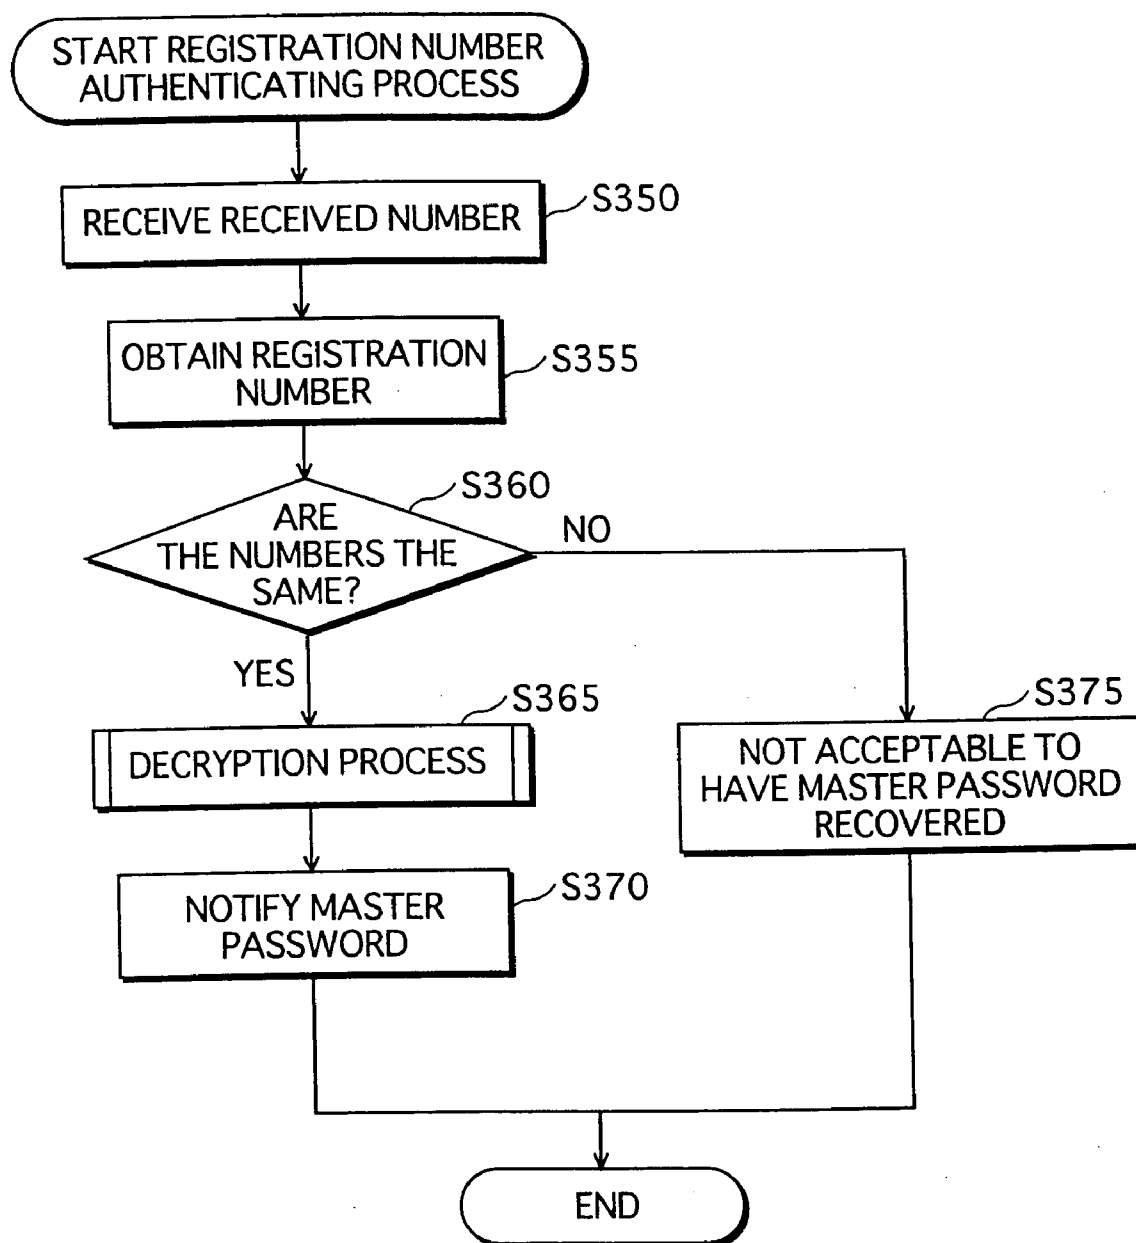 START REGISTRATION NUMBER
AUTHENTICATING PROCESS
RECEIVE RECEIVED NUMBER
S350
OBTAIN REGISTRATION
NUMBER
S355
S360
ARE
THE NUMBERS THE
SAME?
NO
YES
S365
DECRYPTION PROCESS
S375
NOT ACCEPTABLE TO
HAVE MASTER PASSWORD
RECOVERED
S370
NOTIFY MASTER
PASSWORD
END